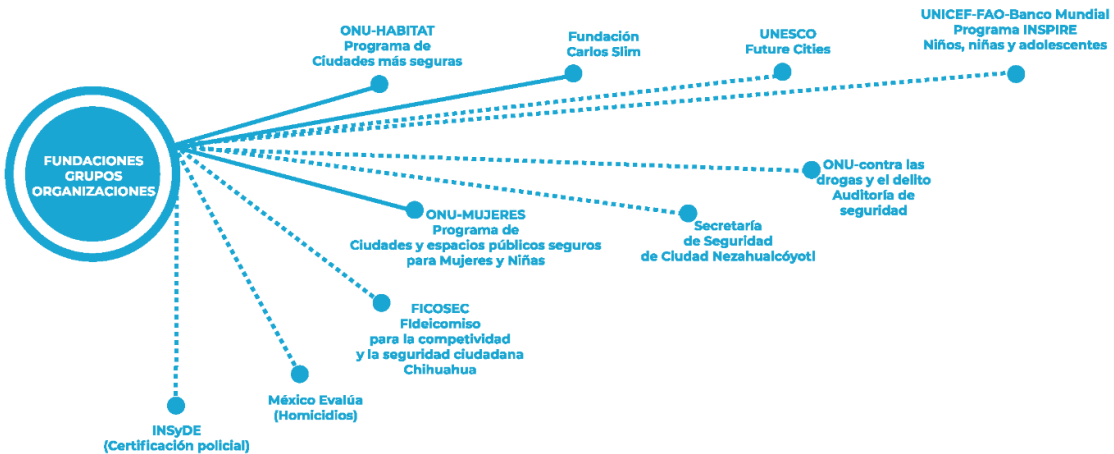 ONU-HABITAT
Programa de
Ciudades más seguras
Fundación
Carlos Slim
UNESCO
Future Cities
UNICEF-FAO-Banco Mundial
Programa INSPIRE
Niños, niñas y adolescentes
FUNDACIONES
GRUPOS
ORGANIZACIONES
ONU-contra las
drogas y el delito
Auditoría de
seguridad
ONU-MUJERES
Programa de
Ciudades y espacios públicos seguros
para Mujeres y Niñas
Secretaría
de Seguridad
de Ciudad Nezahualcóyotl
FICOSEC
FIdeicomiso
para la competividad
y la seguridad ciudadana
Chihuahua
México Evalúa
(Homicidios)
INSyDE
(Certificación policial)